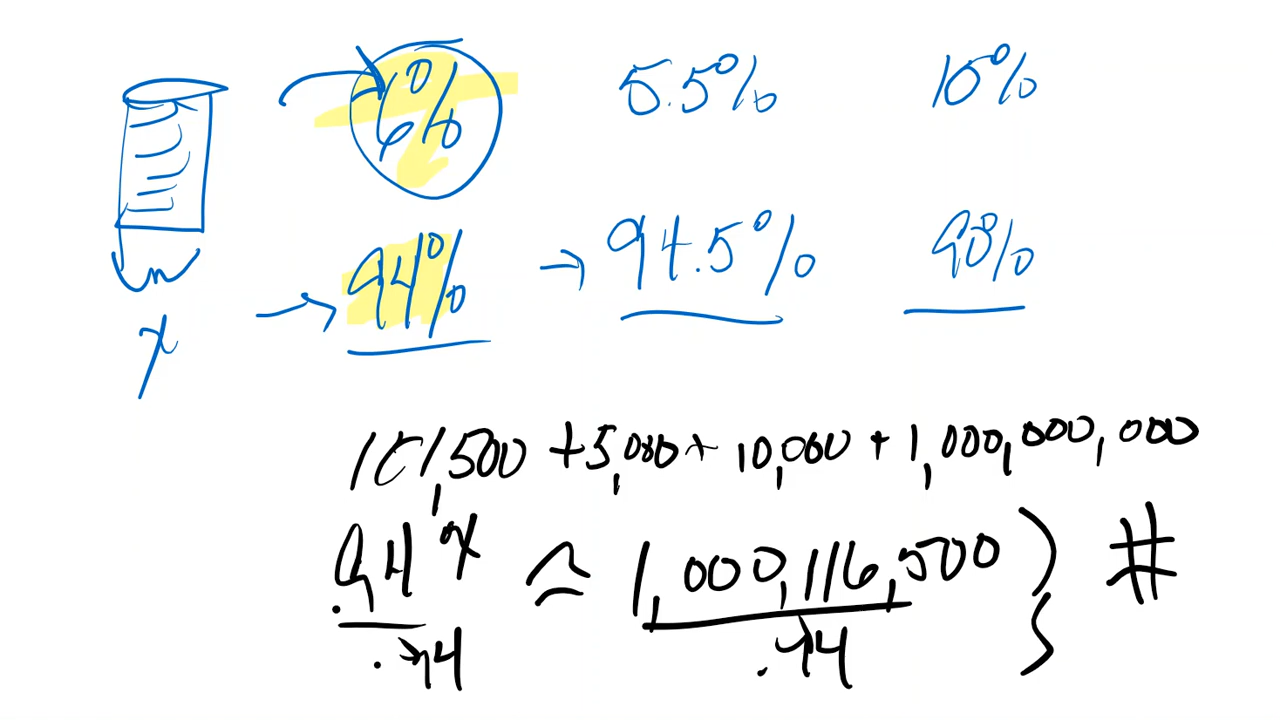 6% 5.5% 10%
94% → 94.5% 90%
x
101,500 + 5,000 + 10,000 + 1,000,000,000
.94x ≈ 1,000,116,500 } #
.94 .94